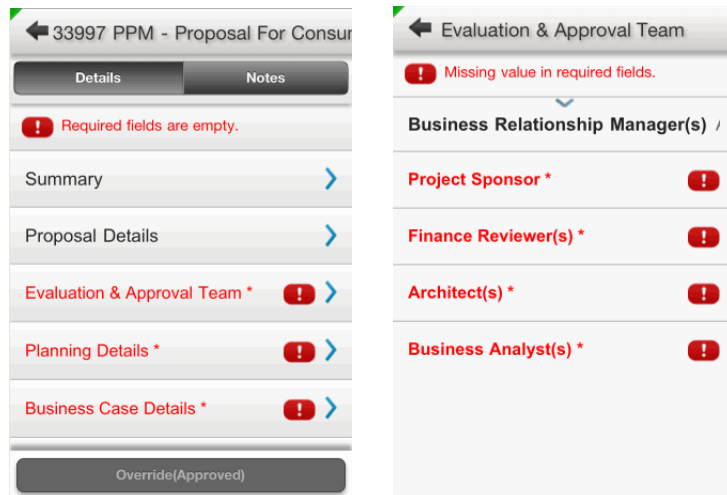 33997 PPM - Proposal For Consur
Details
Notes
Required fields are empty.
Summary
Proposal Details
Evaluation & Approval Team *
Planning Details *
Business Case Details *
Override(Approved)
Evaluation & Approval Team
Missing value in required fields.
Business Relationship Manager(s)
Project Sponsor *
Finance Reviewer(s) *
Architect(s) *
Business Analyst(s) *